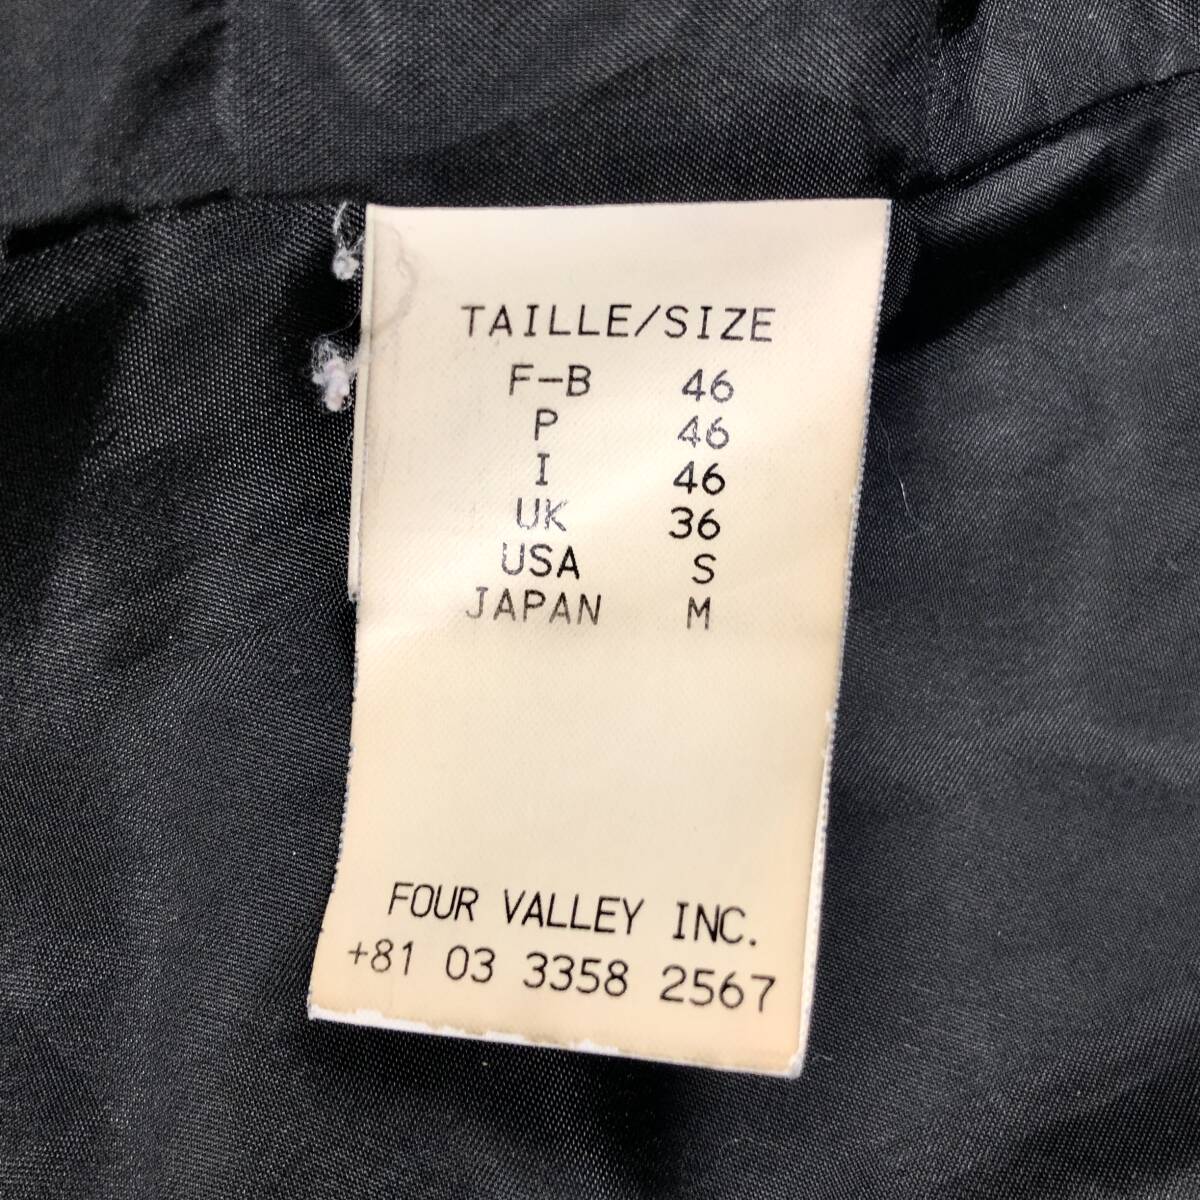 TAILLE/SIZE
F-B 46
P 46
I 46
UK 36
USA S
JAPAN M
FOUR VALLEY INC.
+81 03 3358 2567